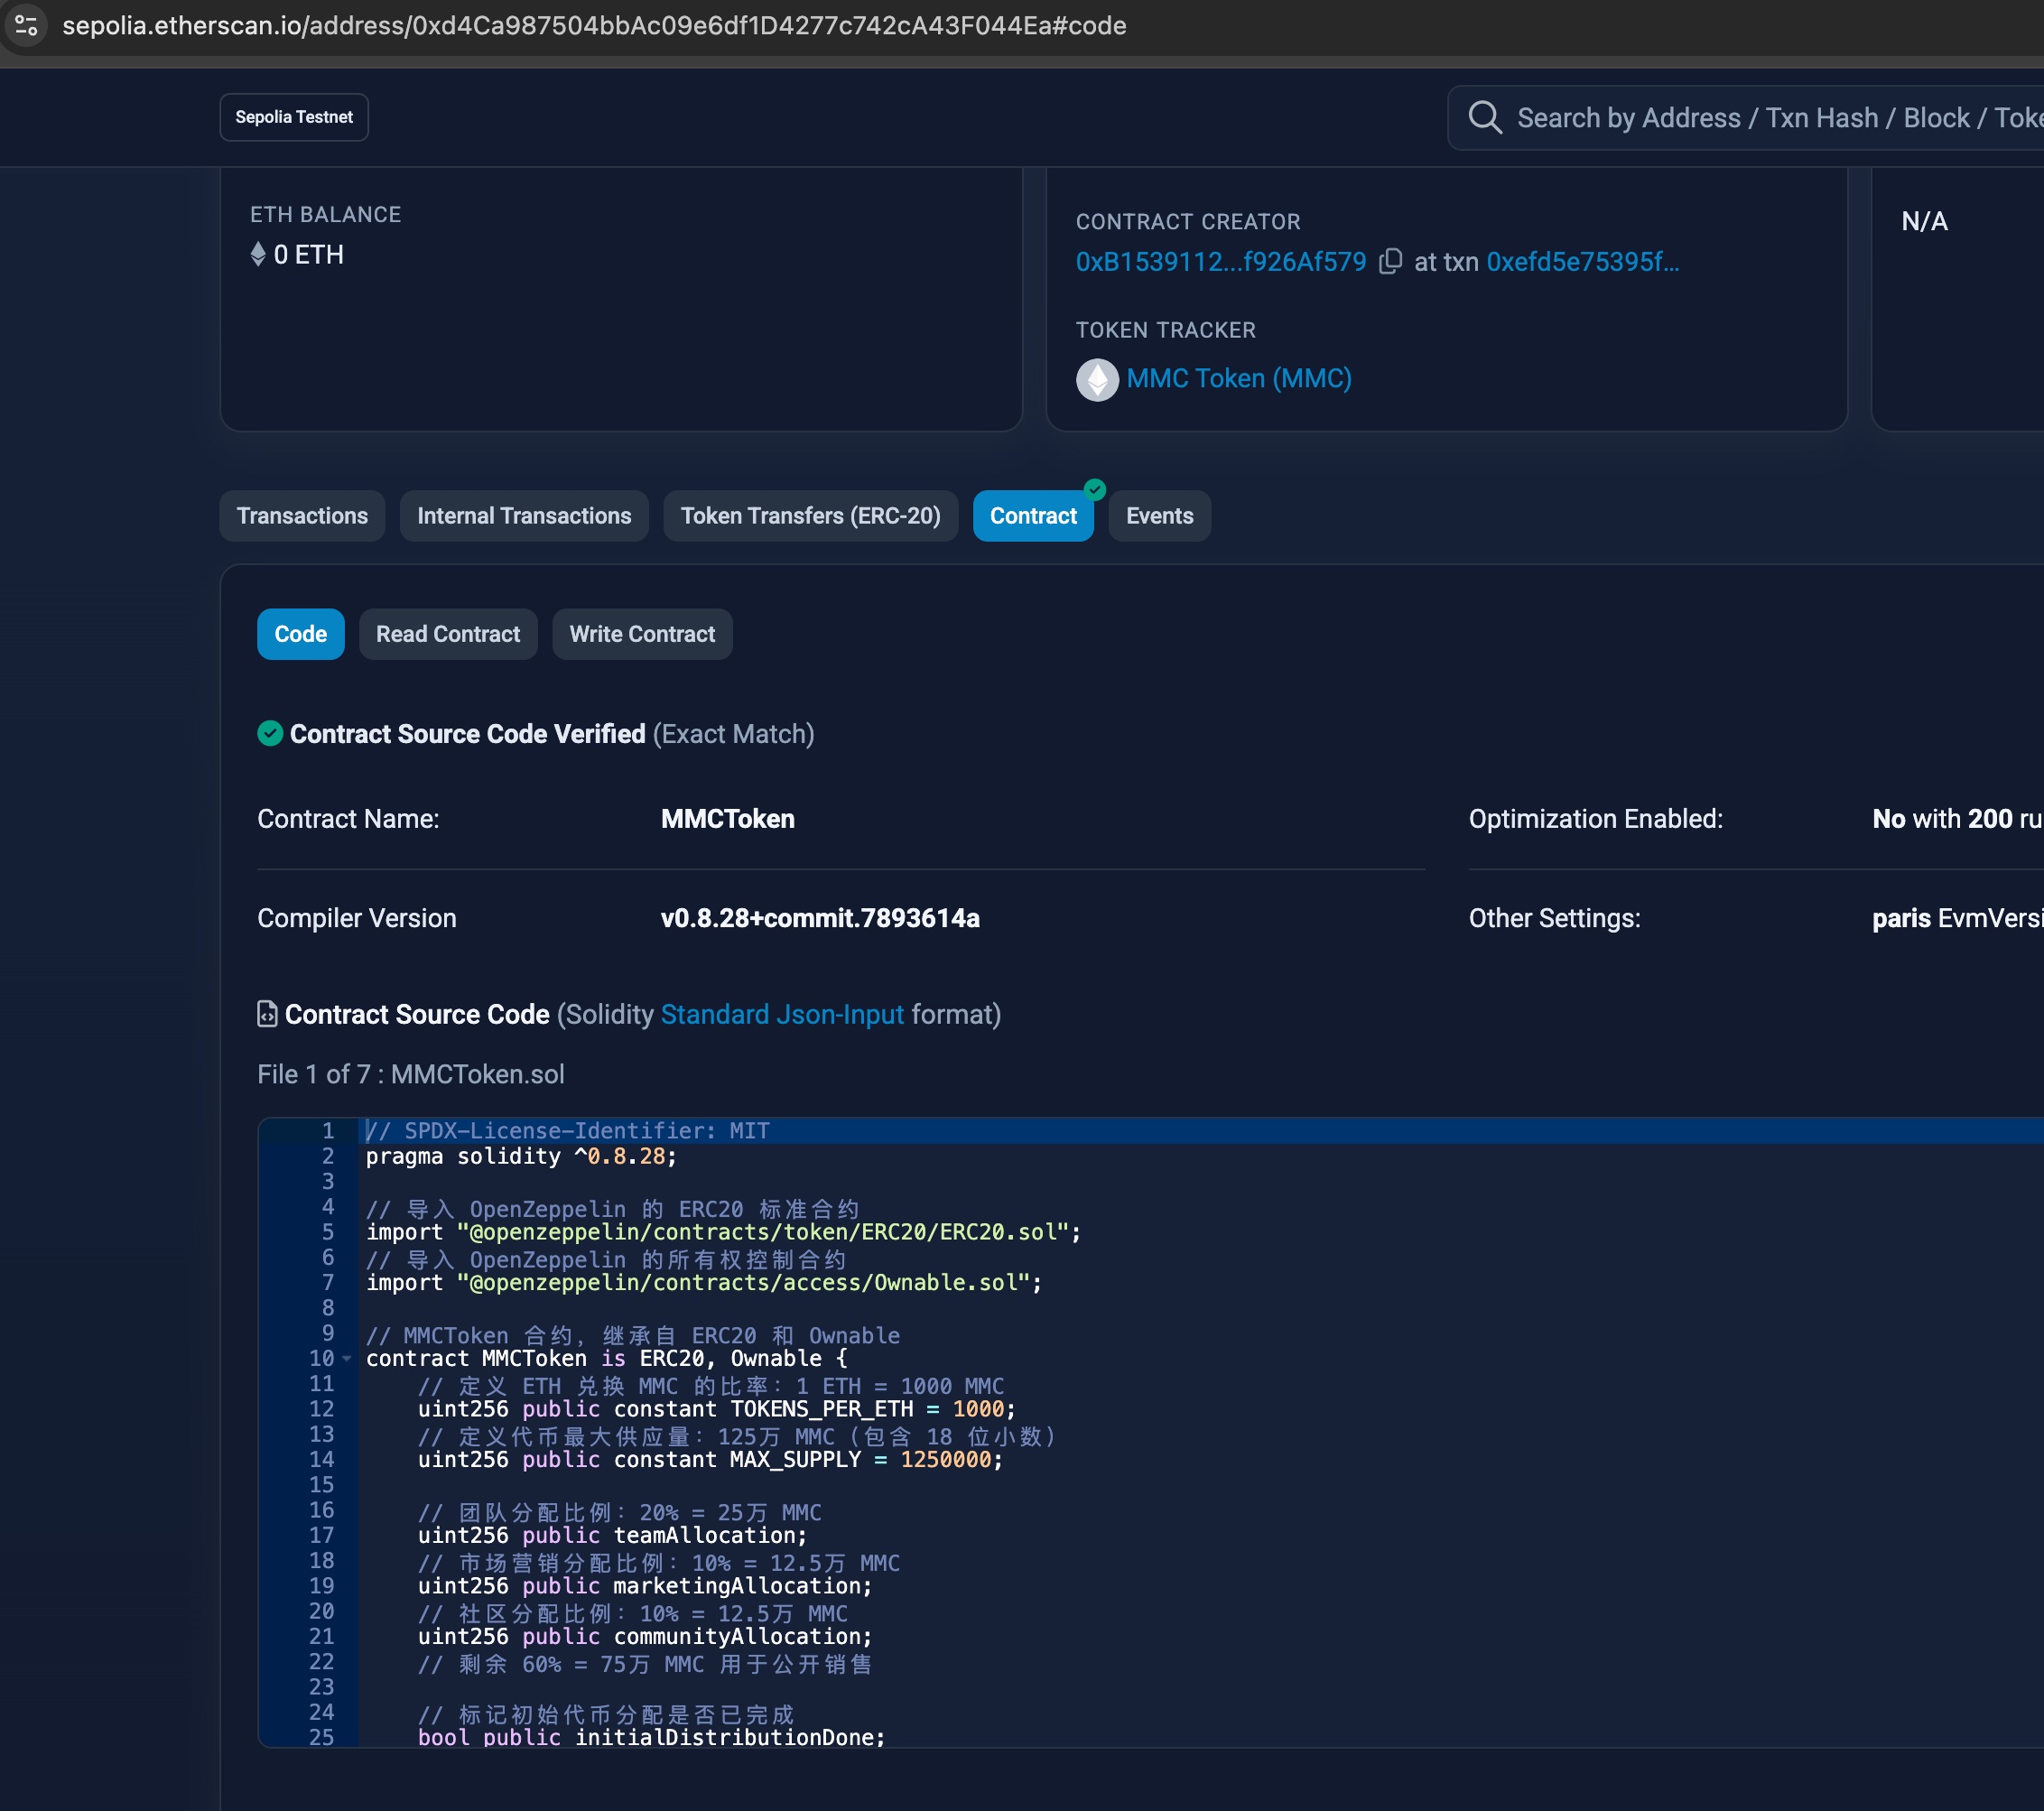 sepolia.etherscan.io/address/0xd4Ca987504bbAc09e6df1D4277c742cA43F044Ea#code
Sepolia Testnet
Search by Address / Txn Hash / Block / Toke
ETH BALANCE
0 ETH
CONTRACT CREATOR
0xB1539112...f926Af579 at txn 0xefd5e75395f...
TOKEN TRACKER
MMC Token (MMC)
N/A
Transactions
Internal Transactions
Token Transfers (ERC-20)
Contract
Events
Code
Read Contract
Write Contract
Contract Source Code Verified (Exact Match)
Contract Name:
MMCToken
Optimization Enabled:
No with 200 ru
Compiler Version
v0.8.28+commit.7893614a
Other Settings:
paris EvmVersi
Contract Source Code (Solidity Standard Json-Input format)
File 1 of 7 : MMCToken.sol
1 // SPDX-License-Identifier: MIT
2 pragma solidity ^0.8.28;
3
4 // 导入 OpenZeppelin 的 ERC20 标准合约
5 import "@openzeppelin/contracts/token/ERC20/ERC20.sol";
6 // 导入 OpenZeppelin 的所有权控制合约
7 import "@openzeppelin/contracts/access/Ownable.sol";
8
9 // MMCToken 合约，继承自 ERC20 和 Ownable
10 contract MMCToken is ERC20, Ownable {
11 // 定义 ETH 兑换 MMC 的比率：1 ETH = 1000 MMC
12 uint256 public constant TOKENS_PER_ETH = 1000;
13 // 定义代币最大供应量：125万 MMC（包含 18 位小数）
14 uint256 public constant MAX_SUPPLY = 1250000;
15
16 // 团队分配比例：20% = 25万 MMC
17 uint256 public teamAllocation;
18 // 市场营销分配比例：10% = 12.5万 MMC
19 uint256 public marketingAllocation;
20 // 社区分配比例：10% = 12.5万 MMC
21 uint256 public communityAllocation;
22 // 剩余 60% = 75万 MMC 用于公开销售
23
24 // 标记初始代币分配是否已完成
25 bool public initialDistributionDone;